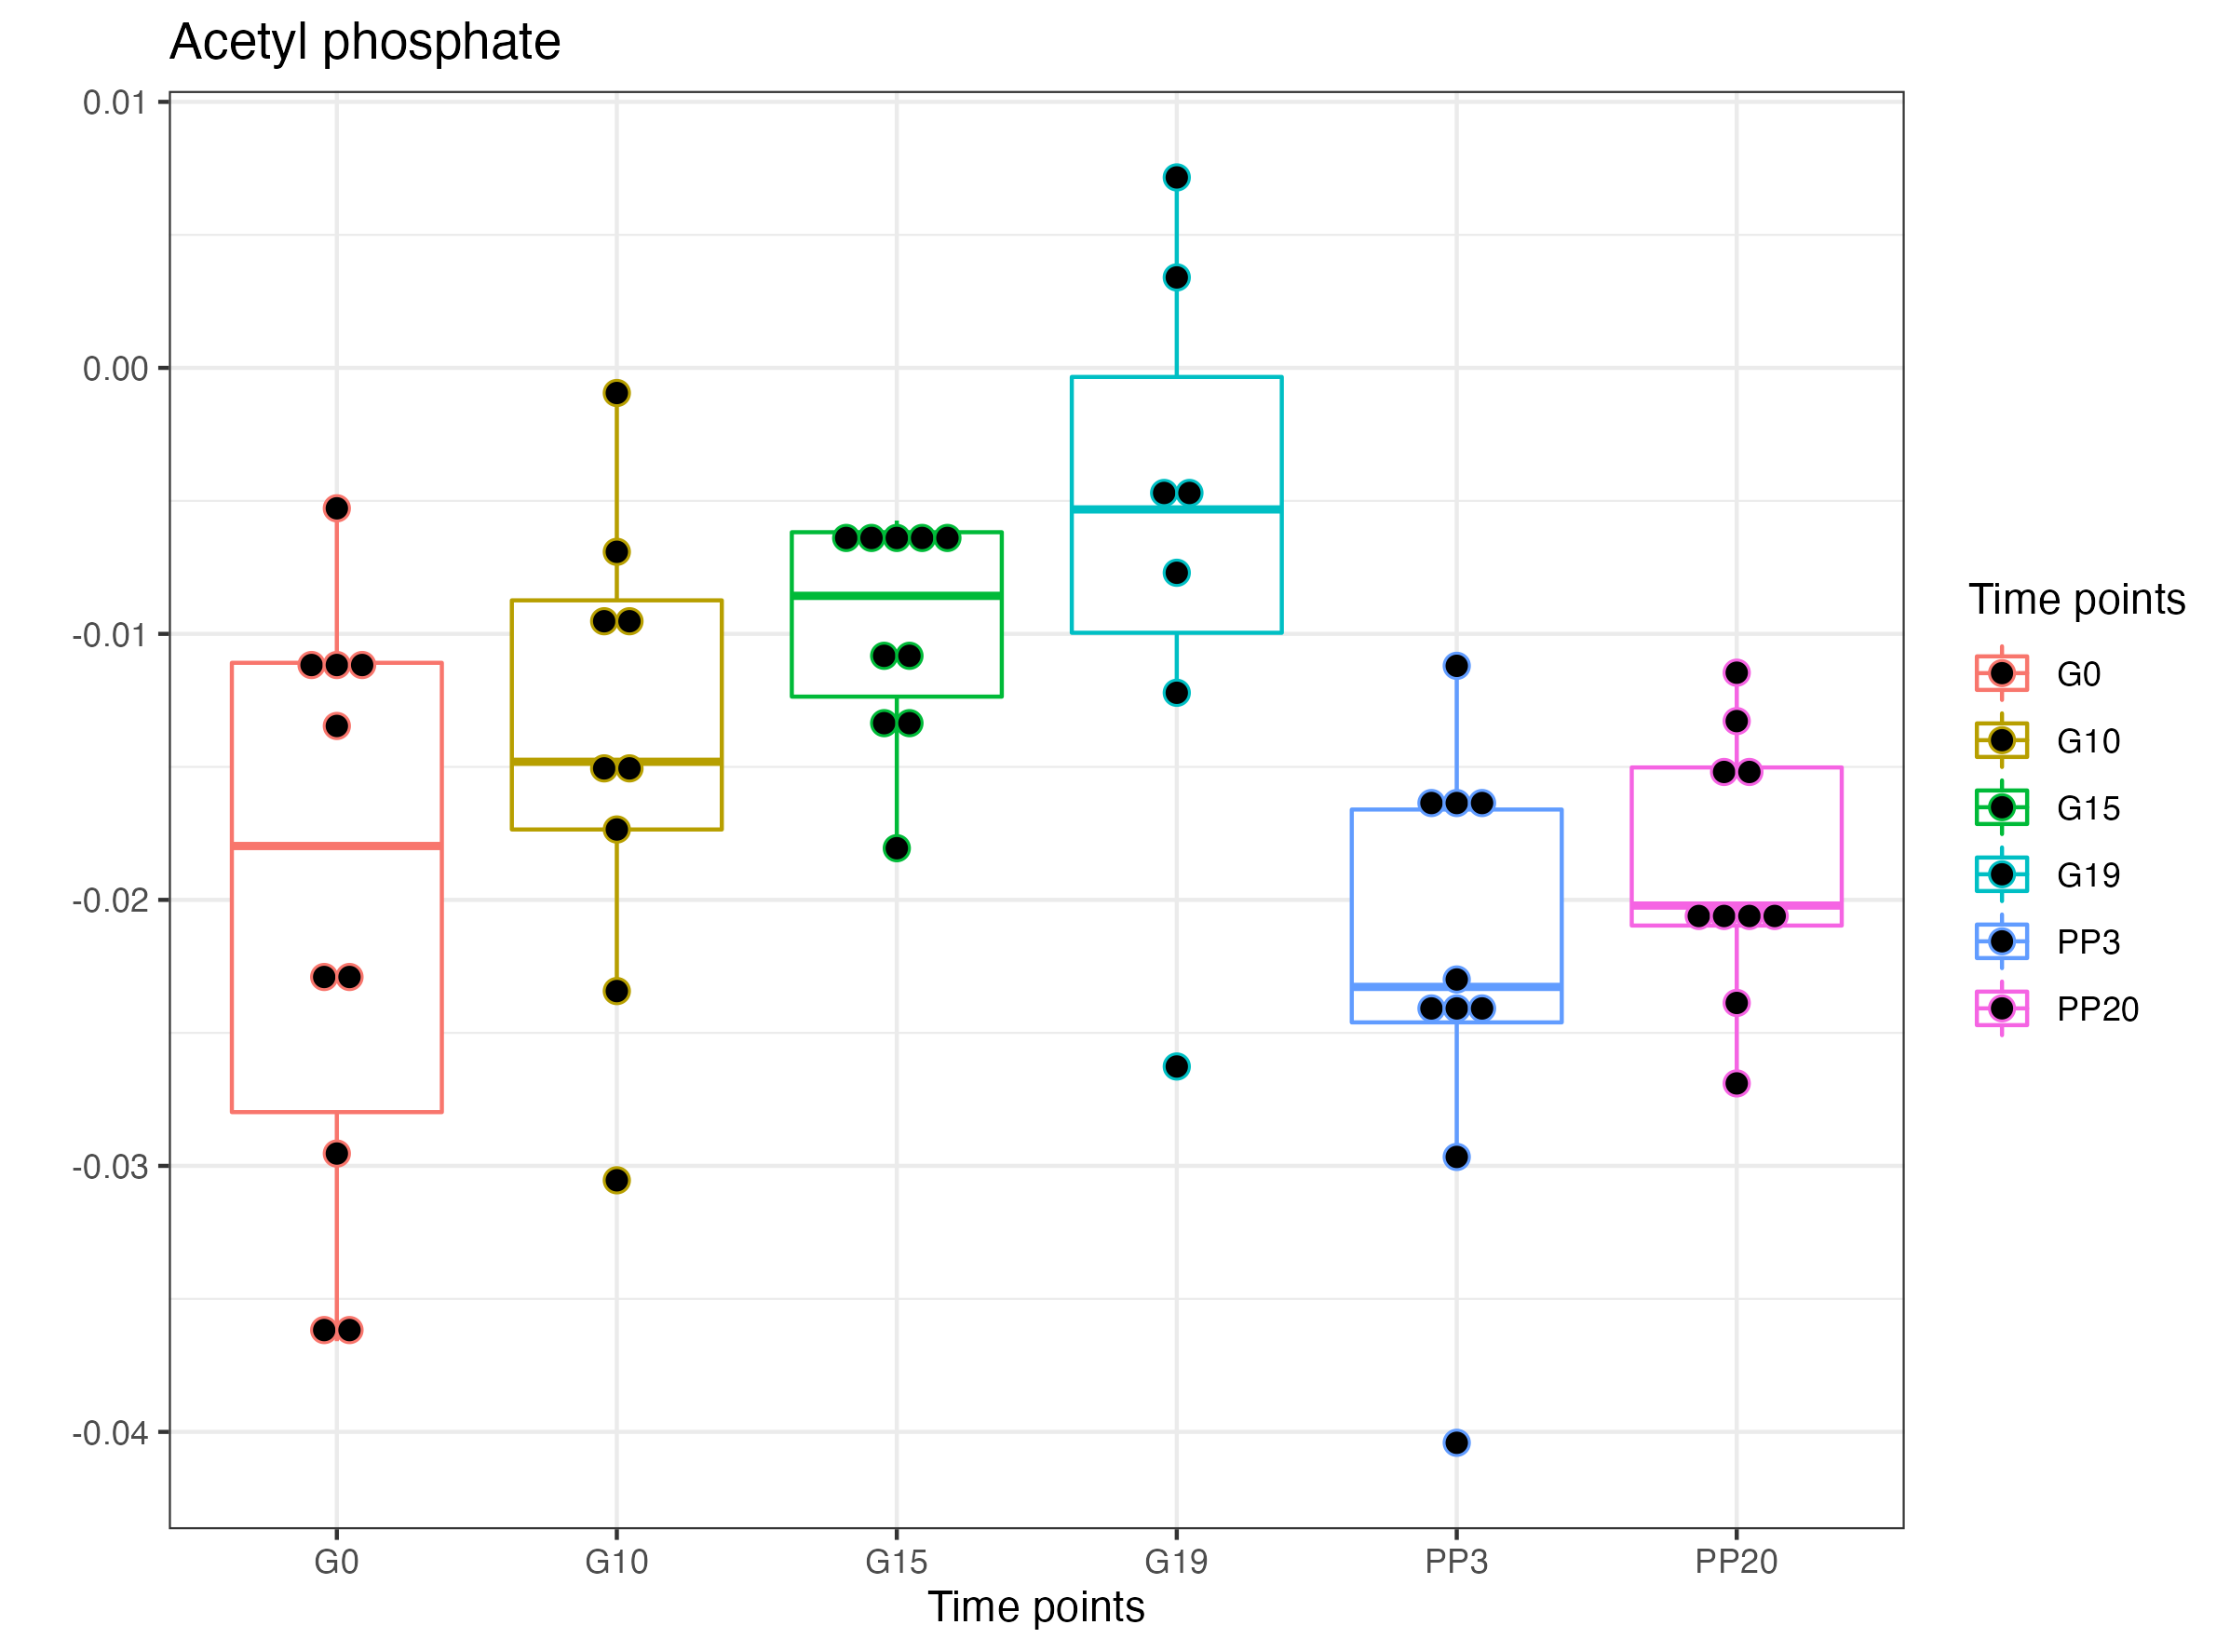 Acetyl phosphate
0.01
0.00
-0.01
-0.02
-0.03
-0.04
G0 G10 G15 G19 PP3 PP20
Time points
Time points
G0
G10
G15
G19
PP3
PP20